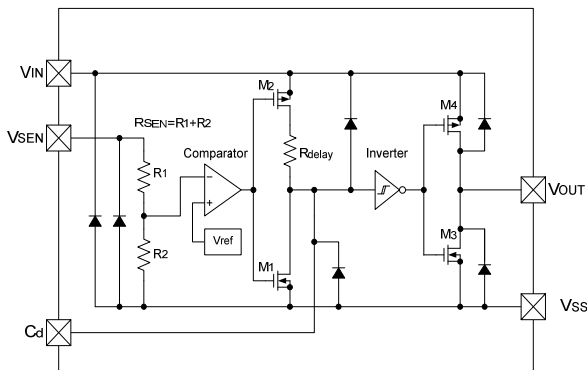 VIN
M2
M4
RSEN=R1+R2
VSEN
Comparator
Rdelay
Inverter
R1
VOUT
Vref
R2
M1
M3
VSS
Cd